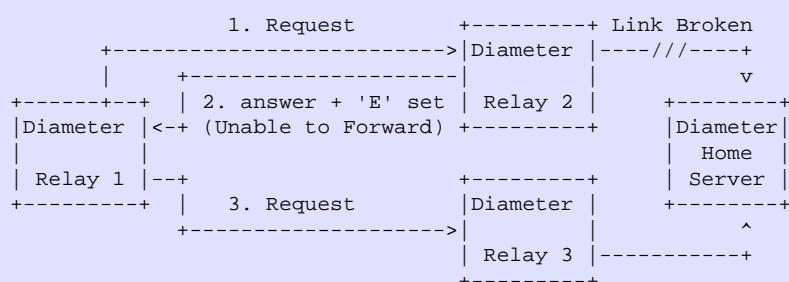 1. Request Link Broken
Diameter
2. answer + 'E' set Relay 2
Diameter (Unable to Forward) Diameter
Home
Relay 1 Server
3. Request Diameter
Relay 3